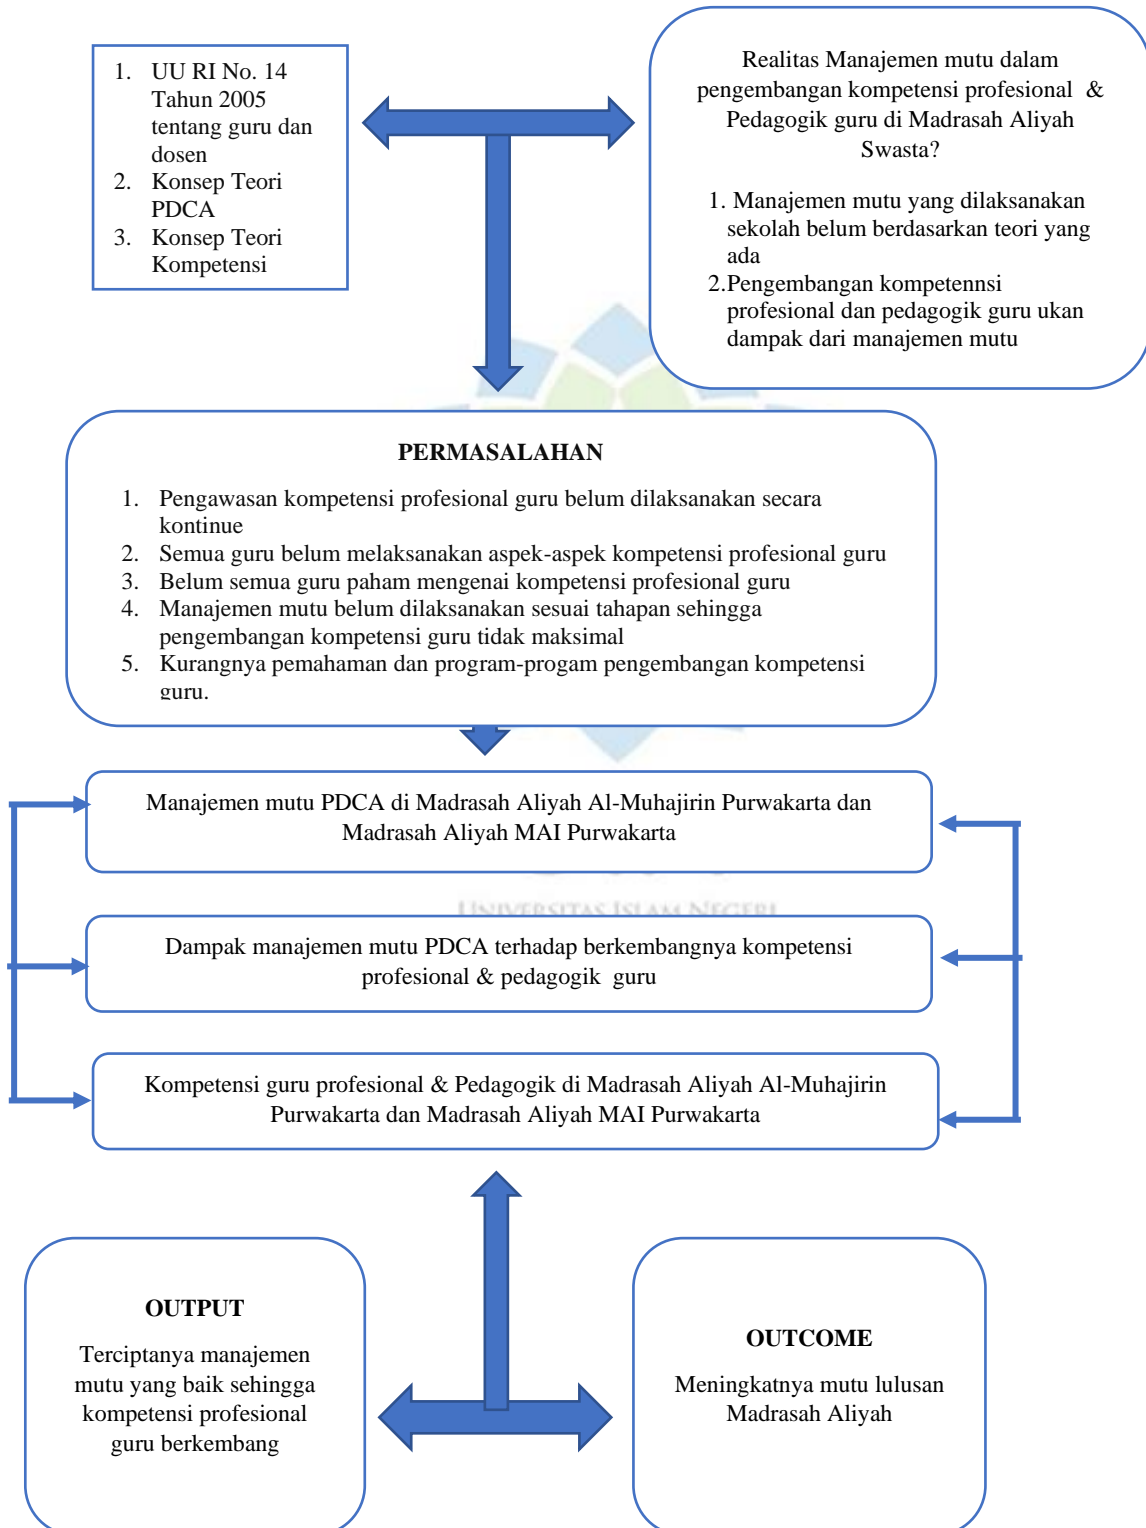 1. UU RI No. 14
Tahun 2005
tentang guru dan
dosen
2. Konsep Teori
PDCA
3. Konsep Teori
Kompetensi
Realitas Manajemen mutu dalam
pengembangan kompetensi profesional &
Pedagogik guru di Madrasah Aliyah
Swasta?
1. Manajemen mutu yang dilaksanakan
sekolah belum berdasarkan teori yang
ada
2.Pengembangan kompetennsi
profesional dan pedagogik guru ukan
dampak dari manajemen mutu
PERMASALAHAN
1. Pengawasan kompetensi profesional guru belum dilaksanakan secara
kontinue
2. Semua guru belum melaksanakan aspek-aspek kompetensi profesional guru
3. Belum semua guru paham mengenai kompetensi profesional guru
4. Manajemen mutu belum dilaksanakan sesuai tahapan sehingga
pengembangan kompetensi guru tidak maksimal
5. Kurangnya pemahaman dan program-progam pengembangan kompetensi
guru.
Manajemen mutu PDCA di Madrasah Aliyah Al-Muhajirin Purwakarta dan
Madrasah Aliyah MAI Purwakarta
UNIVERSITAS ISLAM NEGERI
Dampak manajemen mutu PDCA terhadap berkembangnya kompetensi
profesional & pedagogik guru
Kompetensi guru profesional & Pedagogik di Madrasah Aliyah Al-Muhajirin
Purwakarta dan Madrasah Aliyah MAI Purwakarta
OUTPUT
Terciptanya manajemen
mutu yang baik sehingga
kompetensi profesional
guru berkembang
OUTCOME
Meningkatnya mutu lulusan
Madrasah Aliyah